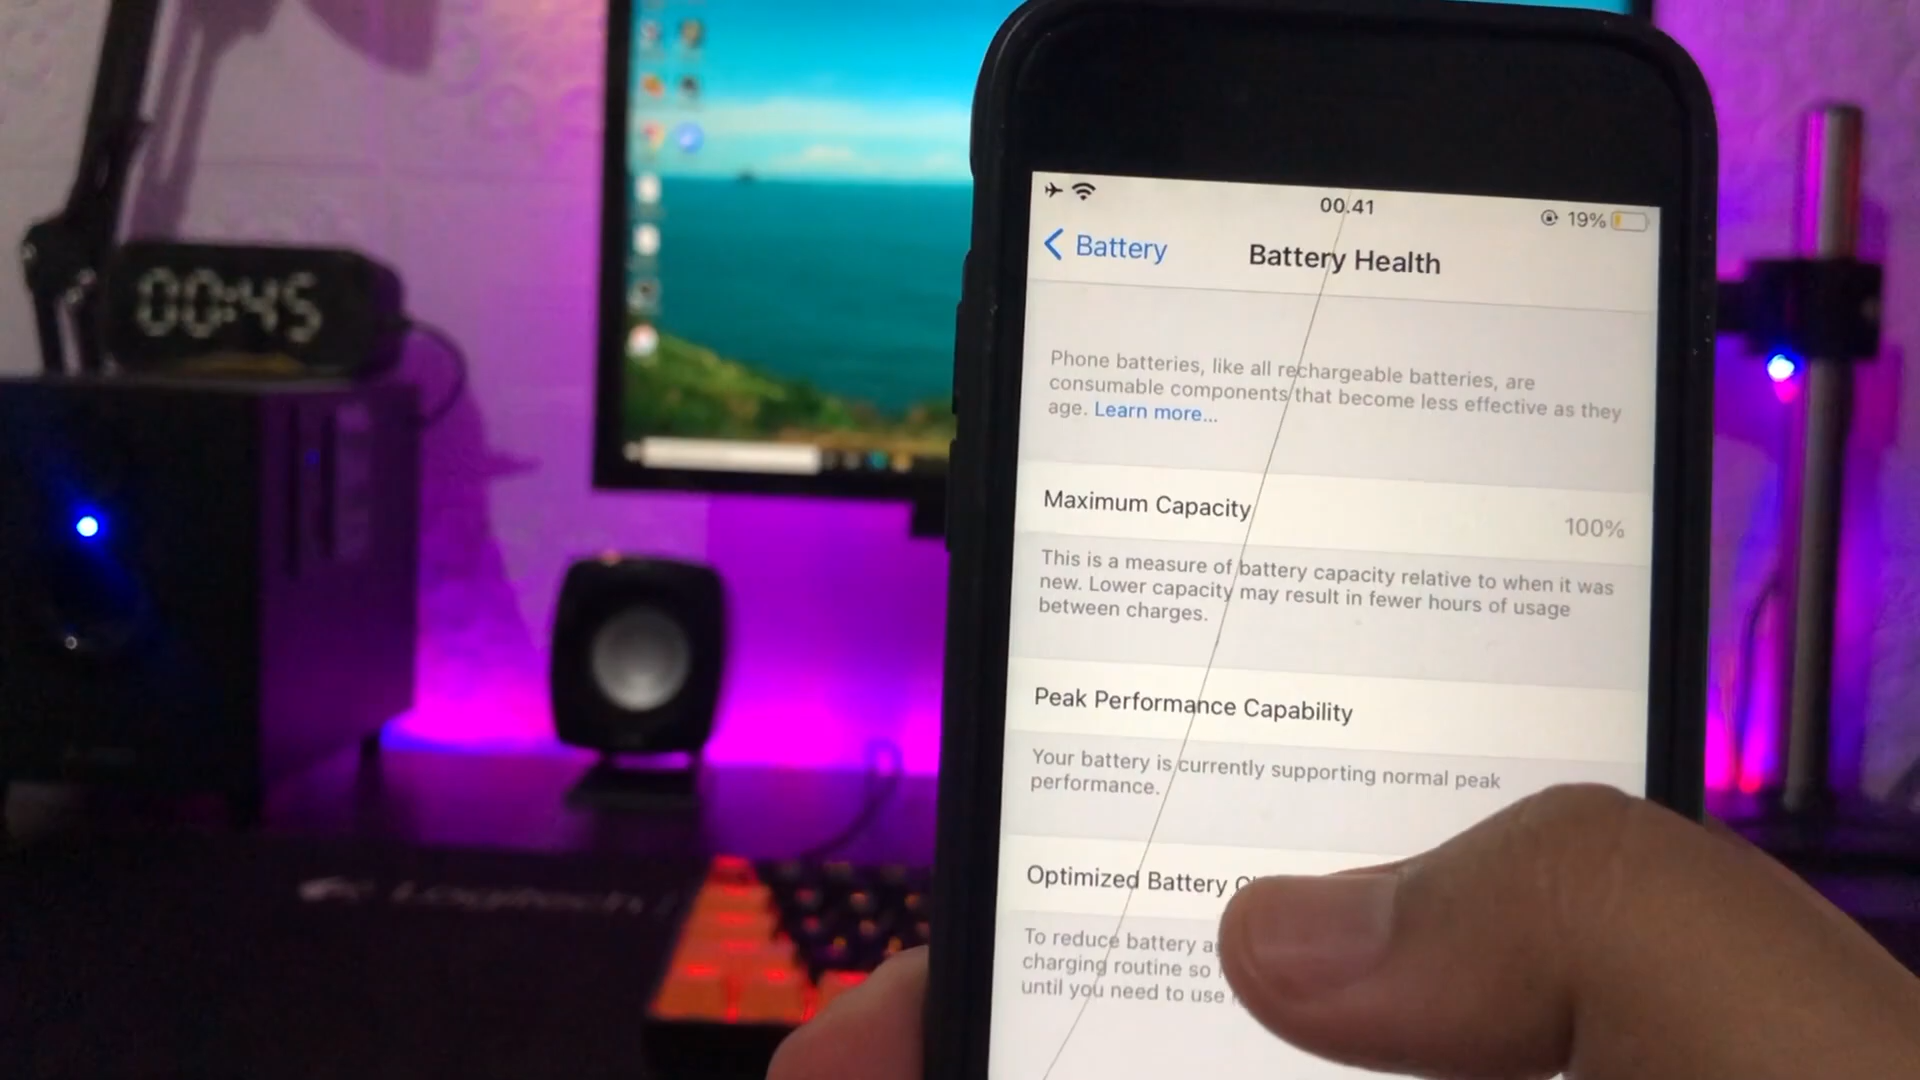 00:45
00.41
19%
Battery
Battery Health
Phone batteries, like all rechargeable batteries, are
consumable components that become less effective as they
age. Learn more...
Maximum Capacity
100%
This is a measure of battery capacity relative to when it was
new. Lower capacity may result in fewer hours of usage
between charges.
Peak Performance Capability
Your battery is currently supporting normal peak
performance.
Optimized Battery
To reduce battery
charging routine so
until you need to use
Logitech